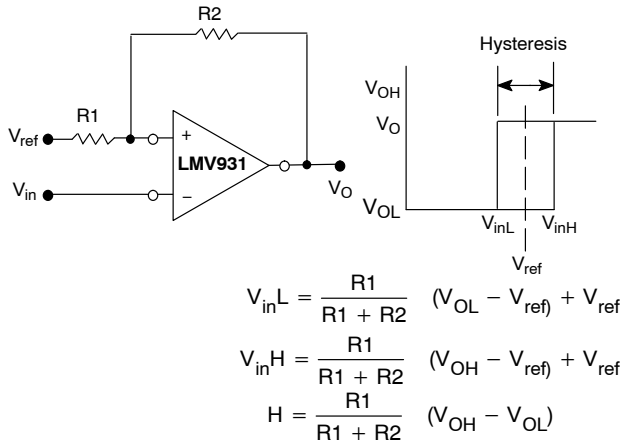 R2
Hysteresis
R1
V_OH
V_O
V_ref
+
LMV931
V_in
−
V_O
V_OL
V_inL
V_inH
V_ref
V_inL = R1 / (R1 + R2) (V_OL − V_ref) + V_ref
V_inH = R1 / (R1 + R2) (V_OH − V_ref) + V_ref
H = R1 / (R1 + R2) (V_OH − V_OL)